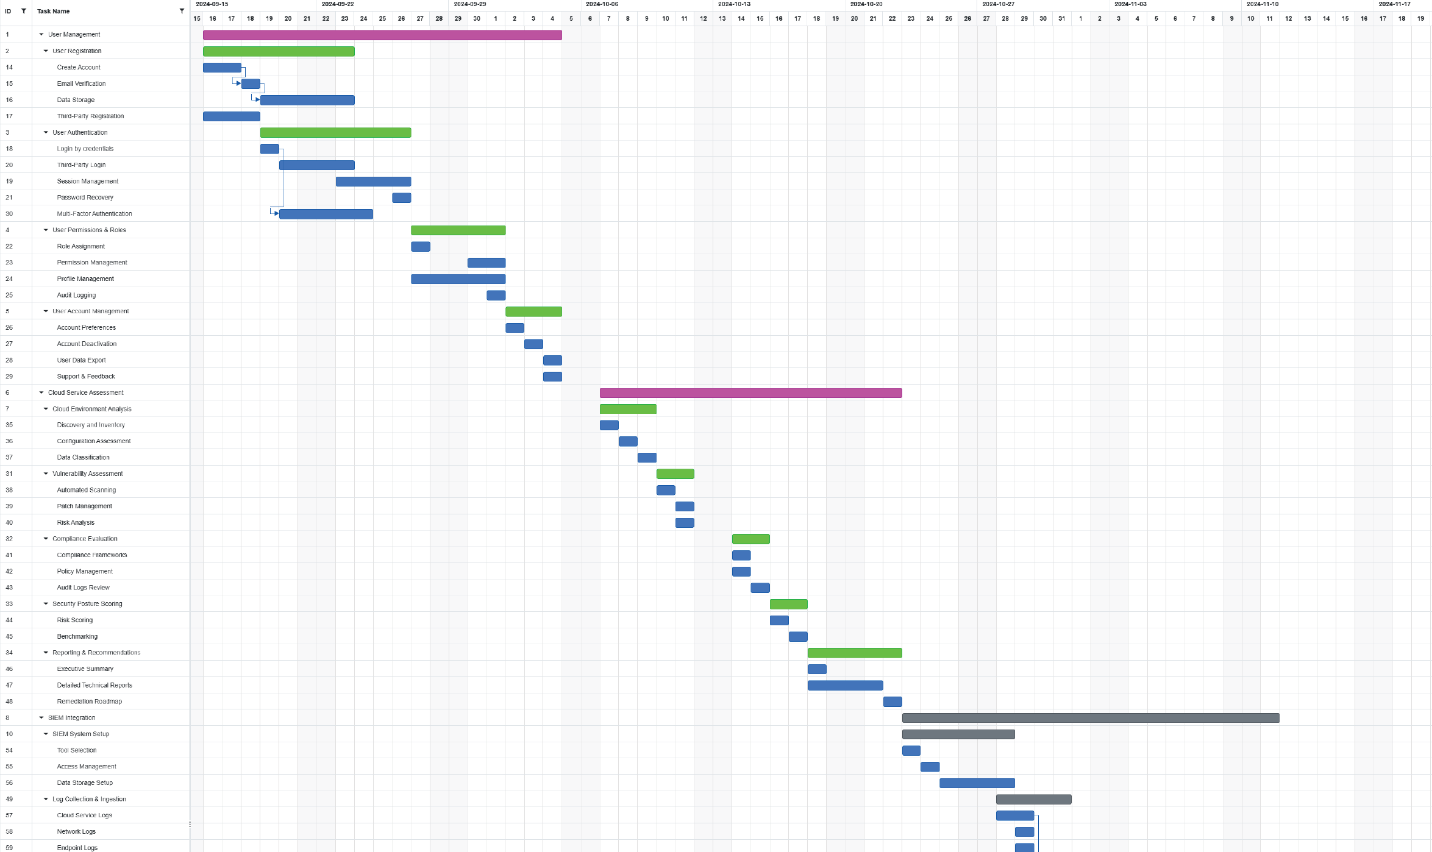 2024-09-15 2024-09-22 2024-09-29 2024-10-06 2024-10-13 2024-10-20 2024-10-27 2024-11-03 2024-11-10 2024-11-17
ID Task Name
15 16 17 18 19 20 21 22 23 24 25 26 27 28 29 30 1 2 3 4 5 6 7 8 9 10 11 12 13 14 15 16 17 18 19 20 21 22 23 24 25 26 27 28 29 30 31 1 2 3 4 5 6 7 8 9 10 11 12 13 14 15 16 17 18 19
1 User Management
2 User Registration
14 Create Account
15 Email Verification
16 Data Storage
17 Third-Party Registration
3 User Authentication
18 Login by credentials
20 Third-Party Login
19 Session Management
21 Password Recovery
30 Multi-Factor Authentication
4 User Permissions & Roles
22 Role Assignment
23 Permission Management
24 Profile Management
25 Audit Logging
5 User Account Management
26 Account Preferences
27 Account Deactivation
28 User Data Export
29 Support & Feedback
6 Cloud Service Assessment
7 Cloud Environment Analysis
35 Discovery and Inventory
36 Configuration Assessment
37 Data Classification
31 Vulnerability Assessment
38 Automated Scanning
39 Patch Management
40 Risk Analysis
32 Compliance Evaluation
41 Compliance Frameworks
42 Policy Management
43 Audit Logs Review
33 Security Posture Scoring
44 Risk Scoring
45 Benchmarking
34 Reporting & Recommendations
46 Executive Summary
47 Detailed Technical Reports
48 Remediation Roadmap
8 SIEM Integration
10 SIEM System Setup
54 Tool Selection
55 Access Management
56 Data Storage Setup
49 Log Collection & Ingestion
57 Cloud Service Logs
58 Network Logs
59 Endpoint Logs